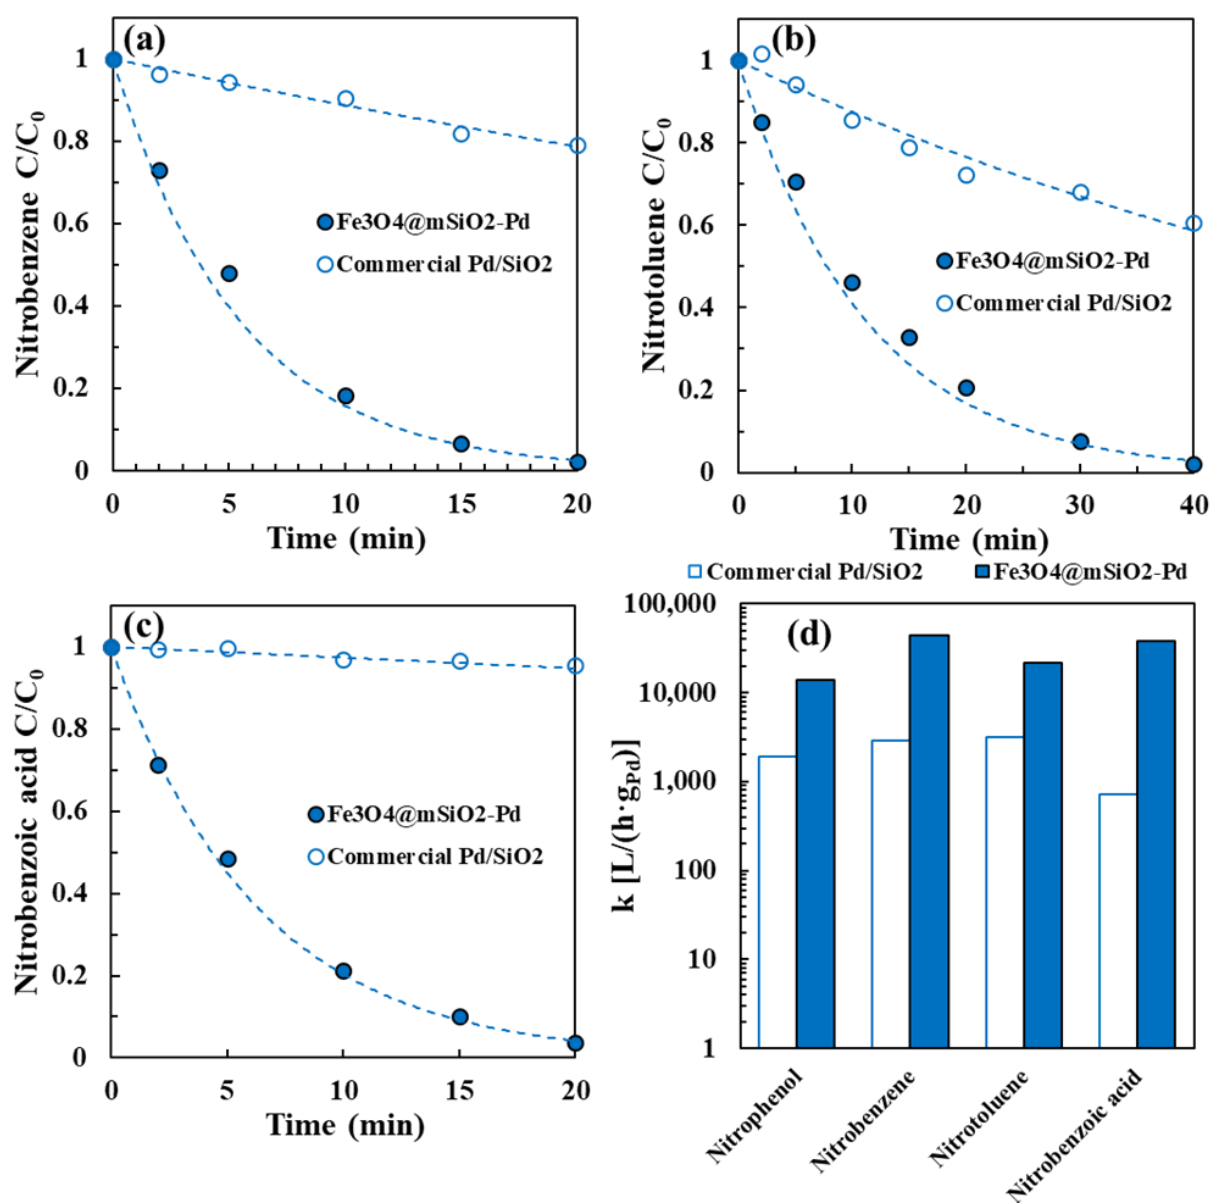 (a)
Nitrobenzene C/C0
1
0.8
0.6
0.4
0.2
0
Fe3O4@mSiO2-Pd
Commercial Pd/SiO2
0 5 10 15 20
Time (min)
(b)
Nitrotoluene C/C0
1
0.8
0.6
0.4
0.2
0
Fe3O4@mSiO2-Pd
Commercial Pd/SiO2
0 10 20 30 40
Time (min)
(c)
Nitrobenzoic acid C/C0
1
0.8
0.6
0.4
0.2
0
Fe3O4@mSiO2-Pd
Commercial Pd/SiO2
0 5 10 15 20
Time (min)
Commercial Pd/SiO2 Fe3O4@mSiO2-Pd
(d)
k [L/(h·gPd)]
100,000
10,000
1,000
100
10
1
Nitrophenol
Nitrobenzene
Nitrotoluene
Nitrobenzoic acid